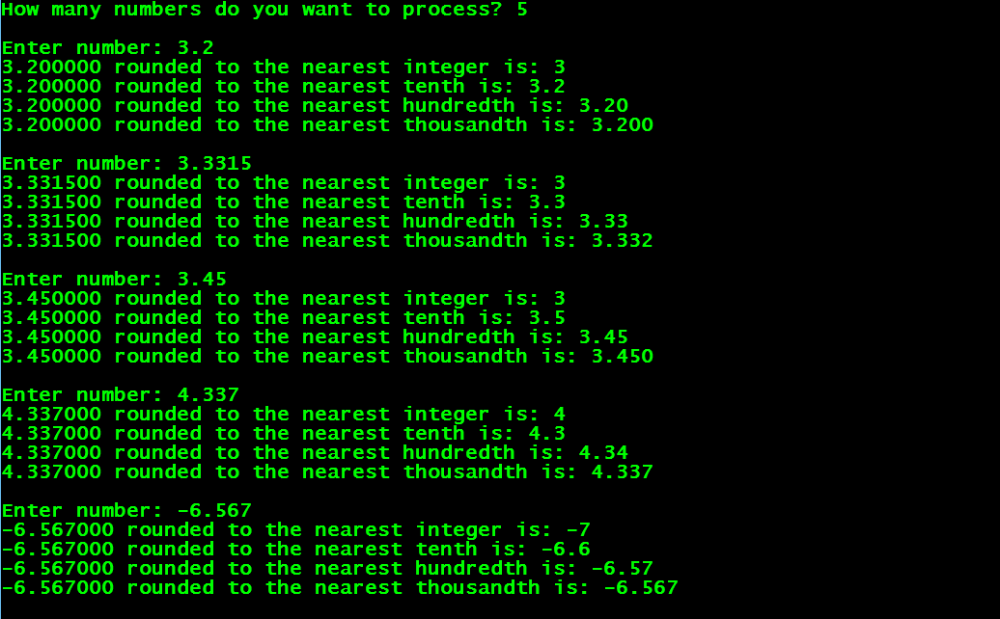 How many numbers do you want to process? 5
Enter number: 3.2
3.200000 rounded to the nearest integer is: 3
3.200000 rounded to the nearest tenth is: 3.2
3.200000 rounded to the nearest hundredth is: 3.20
3.200000 rounded to the nearest thousandth is: 3.200
Enter number: 3.3315
3.331500 rounded to the nearest integer is: 3
3.331500 rounded to the nearest tenth is: 3.3
3.331500 rounded to the nearest hundredth is: 3.33
3.331500 rounded to the nearest thousandth is: 3.332
Enter number: 3.45
3.450000 rounded to the nearest integer is: 3
3.450000 rounded to the nearest tenth is: 3.5
3.450000 rounded to the nearest hundredth is: 3.45
3.450000 rounded to the nearest thousandth is: 3.450
Enter number: 4.337
4.337000 rounded to the nearest integer is: 4
4.337000 rounded to the nearest tenth is: 4.3
4.337000 rounded to the nearest hundredth is: 4.34
4.337000 rounded to the nearest thousandth is: 4.337
Enter number: -6.567
-6.567000 rounded to the nearest integer is: -7
-6.567000 rounded to the nearest tenth is: -6.6
-6.567000 rounded to the nearest hundredth is: -6.57
-6.567000 rounded to the nearest thousandth is: -6.567